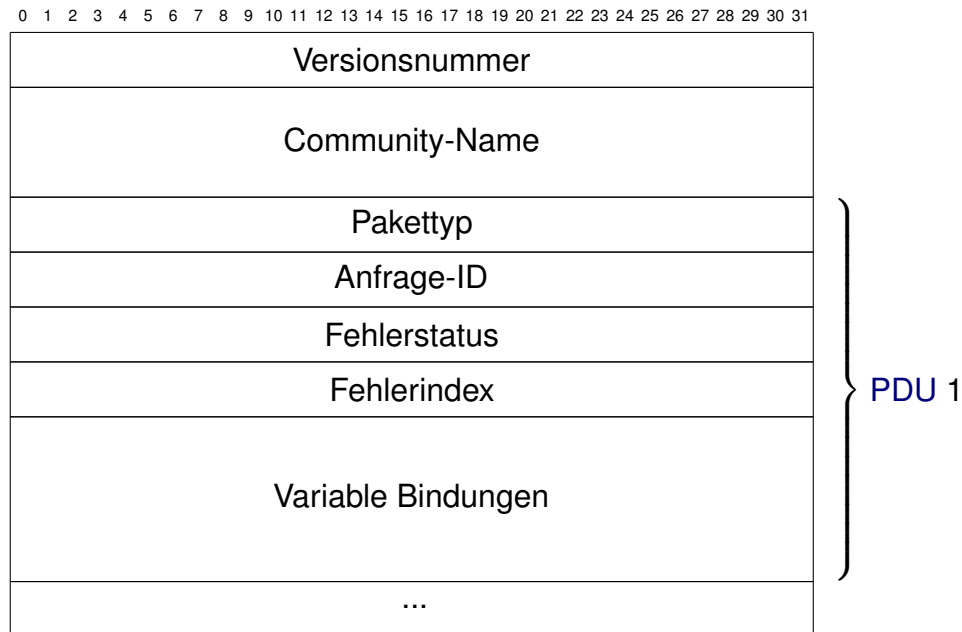 0 1 2 3 4 5 6 7 8 9 10 11 12 13 14 15 16 17 18 19 20 21 22 23 24 25 26 27 28 29 30 31
Versionsnummer
Community-Name
Pakettyp
Anfrage-ID
Fehlerstatus
Fehlerindex
PDU 1
Variable Bindungen
...